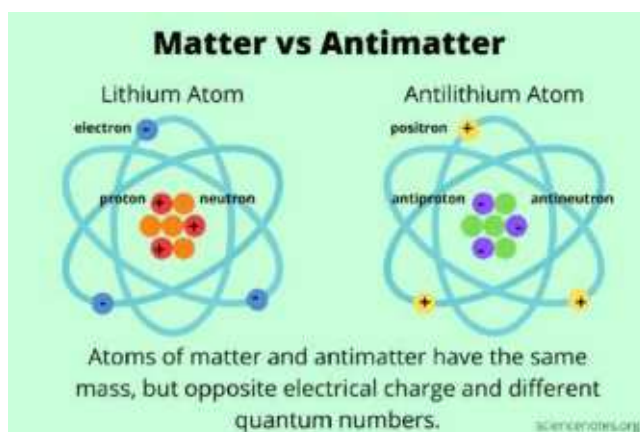 Matter vs Antimatter
Lithium Atom
Antilithium Atom
electron
-
positron
+
proton
+
neutron
+
+
antiproton
-
antineutron
-
-
-
-
+
+
Atoms of matter and antimatter have the same
mass, but opposite electrical charge and different
quantum numbers.
sciencenotes.org